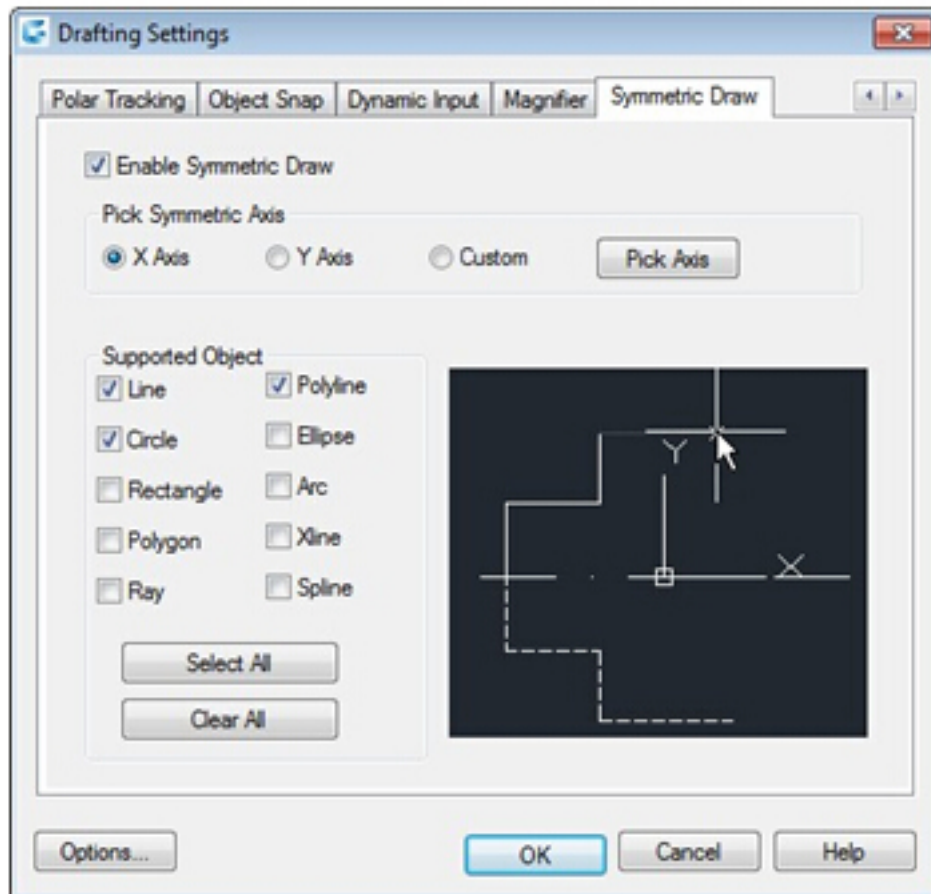 Drafting Settings
Polar Tracking Object Snap Dynamic Input Magnifier Symmetric Draw
Enable Symmetric Draw
Pick Symmetric Axis
X Axis Y Axis Custom Pick Axis
Supported Object
Line Polyline
Circle Ellipse
Rectangle Arc
Polygon Xline
Ray Spline
Select All
Clear All
Y
X
Options... OK Cancel Help